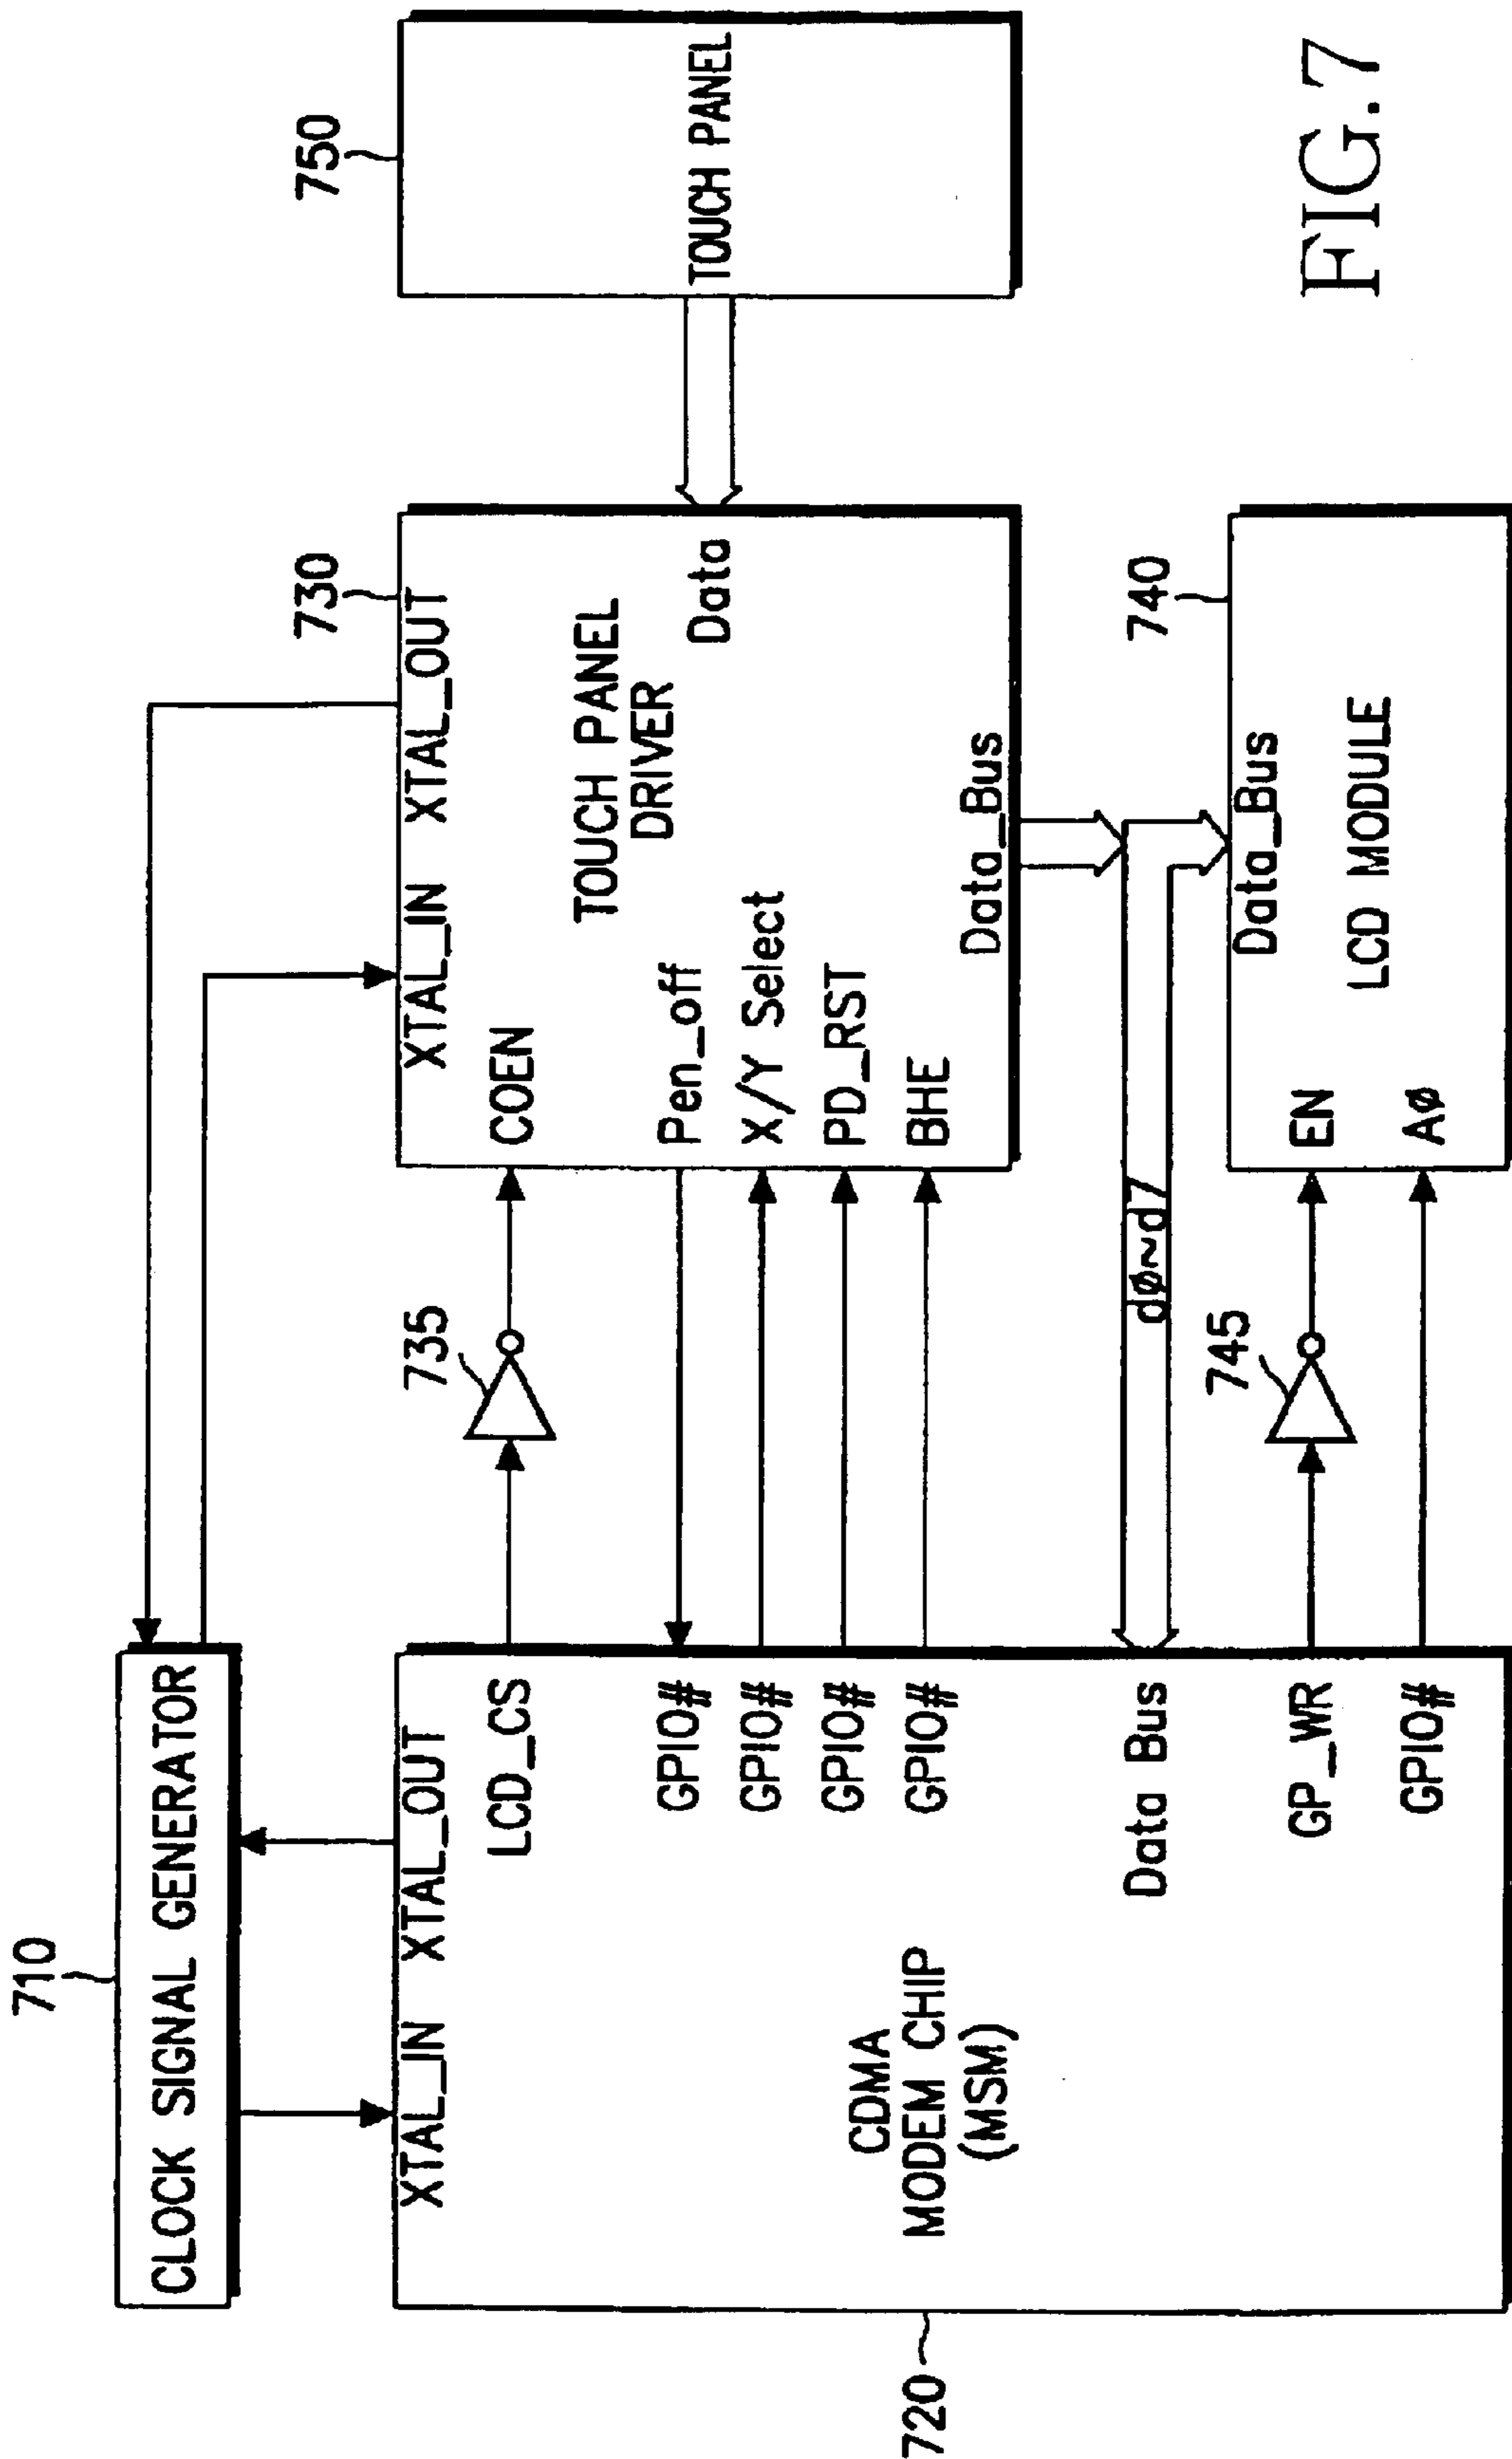 710
CLOCK SIGNAL GENERATOR
720
XTAL_IN XTAL_OUT
LCD_CS
GPIO#
GPIO#
GPIO#
GPIO#
CDMA
MODEM CHIP
(MSM)
Data Bus
GP_WR
GPIO#
735
745
dø~d7
730
XTAL_IN XTAL_OUT
COEN
TOUCH PANEL
DRIVER
Pen_off
X/Y Select
PD_RST
BHE
Data
Data_Bus
740
Data_Bus
EN
LCD MODULE
Aø
750
TOUCH PANEL
FIG.7